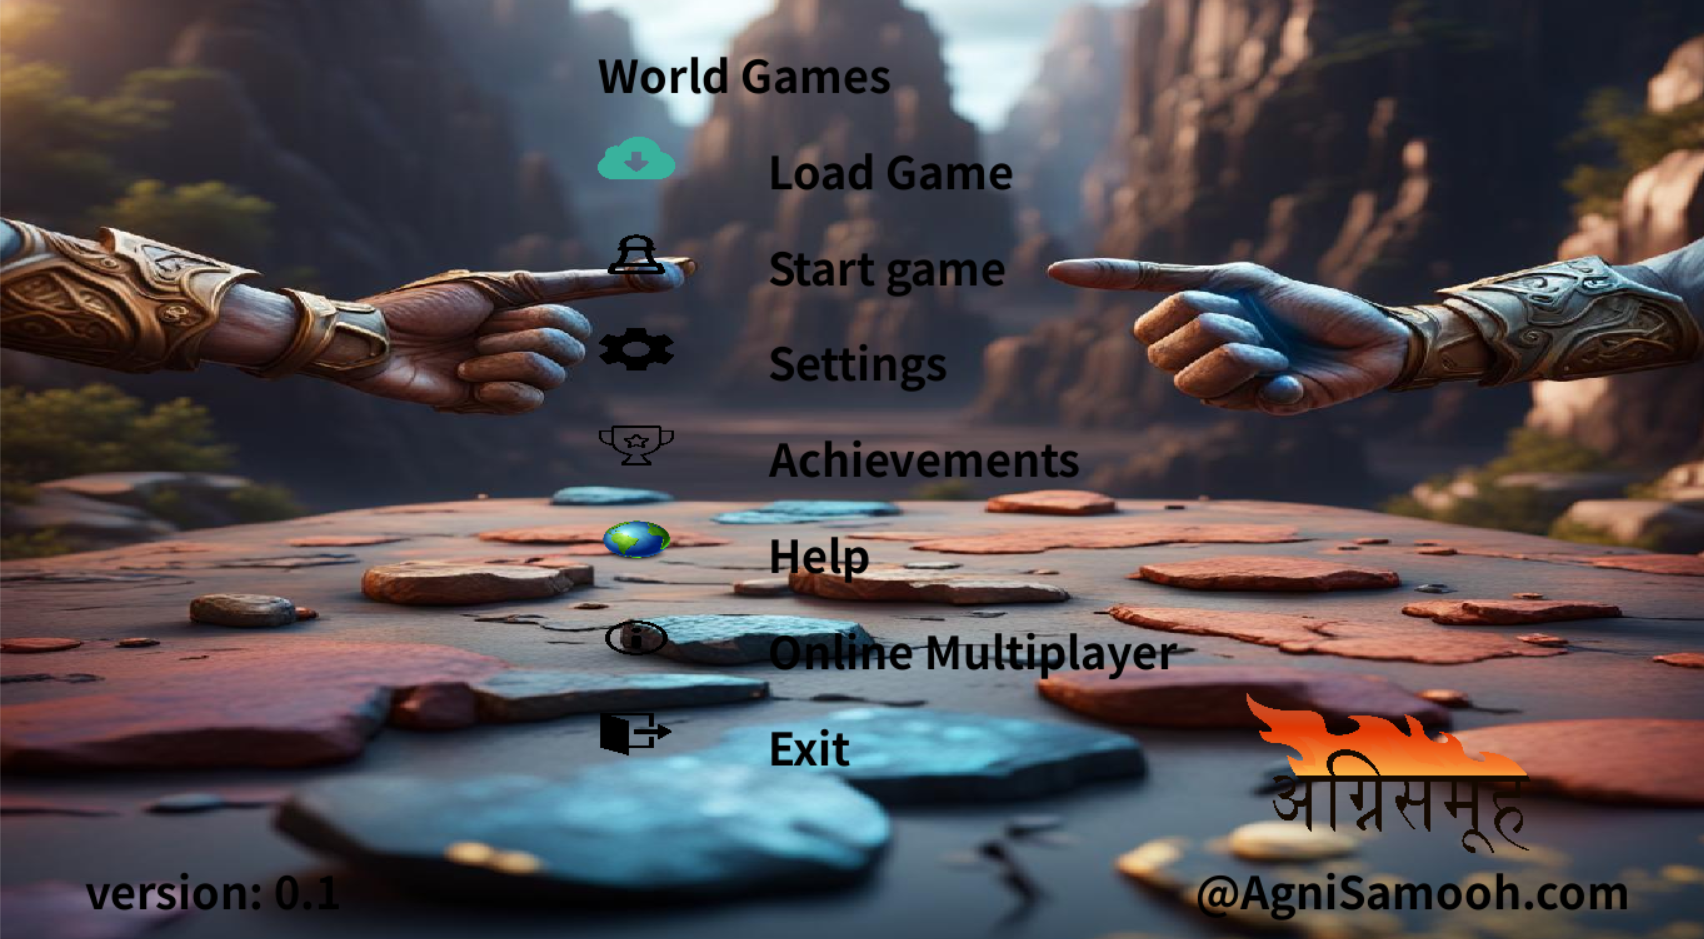 World Games
Load Game
Start game
Settings
Achievements
Help
Online Multiplayer
Exit
अग्निसमूह
version: 0.1
@AgniSamooh.com